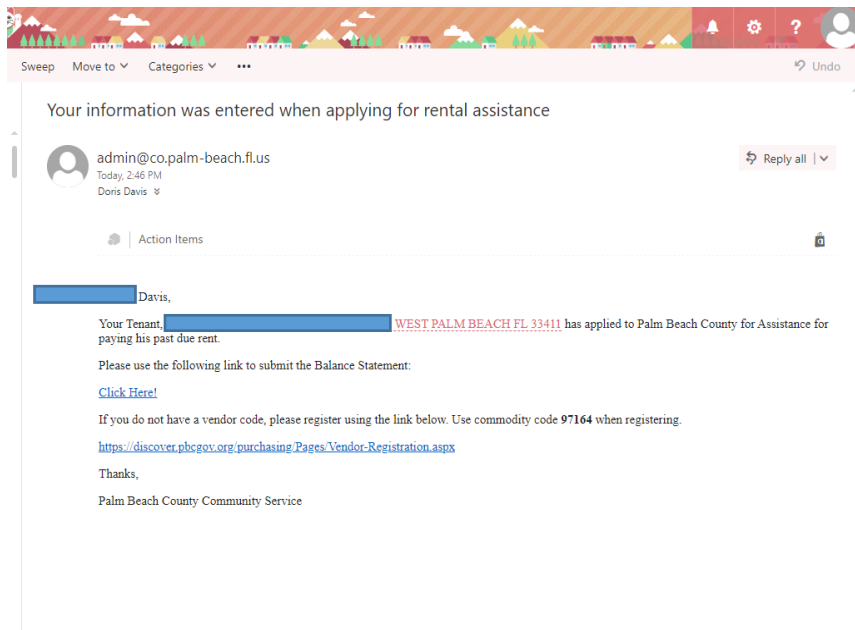 Sweep Move to Categories ••• Undo
Your information was entered when applying for rental assistance
admin@co.palm-beach.fl.us
Reply all
Today, 2:46 PM
Doris Davis
Action Items
Davis,
Your Tenant, WEST PALM BEACH FL 33411 has applied to Palm Beach County for Assistance for
paying his past due rent.
Please use the following link to submit the Balance Statement:
Click Here!
If you do not have a vendor code, please register using the link below. Use commodity code 97164 when registering.
https://discover.pbcgov.org/purchasing/Pages/Vendor-Registration.aspx
Thanks,
Palm Beach County Community Service